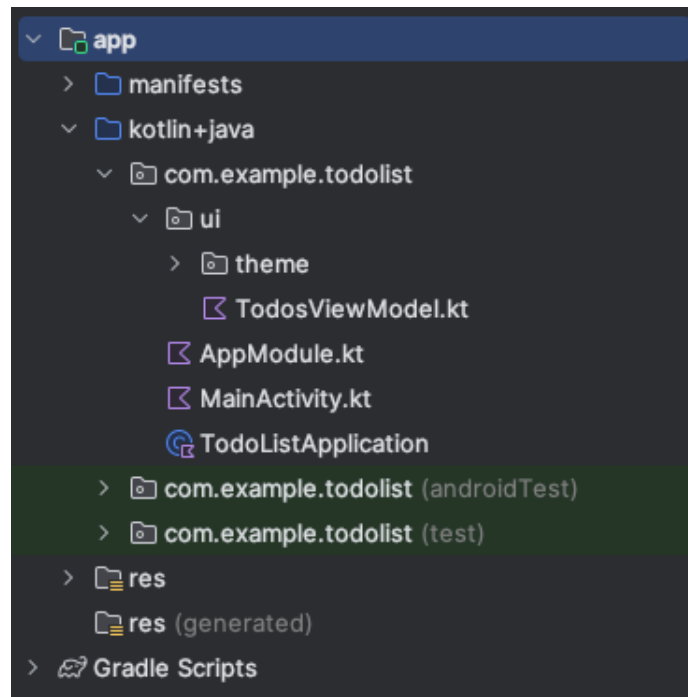 app
manifests
kotlin+java
com.example.todolist
ui
theme
TodosViewModel.kt
AppModule.kt
MainActivity.kt
TodoListApplication
com.example.todolist (androidTest)
com.example.todolist (test)
res
res (generated)
Gradle Scripts